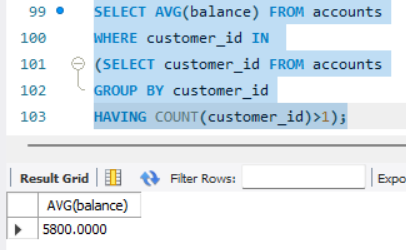 99 SELECT AVG(balance) FROM accounts
100 WHERE customer_id IN
101 (SELECT customer_id FROM accounts
102 GROUP BY customer_id
103 HAVING COUNT(customer_id)>1);
Result Grid Filter Rows: Expo
AVG(balance)
5800.0000